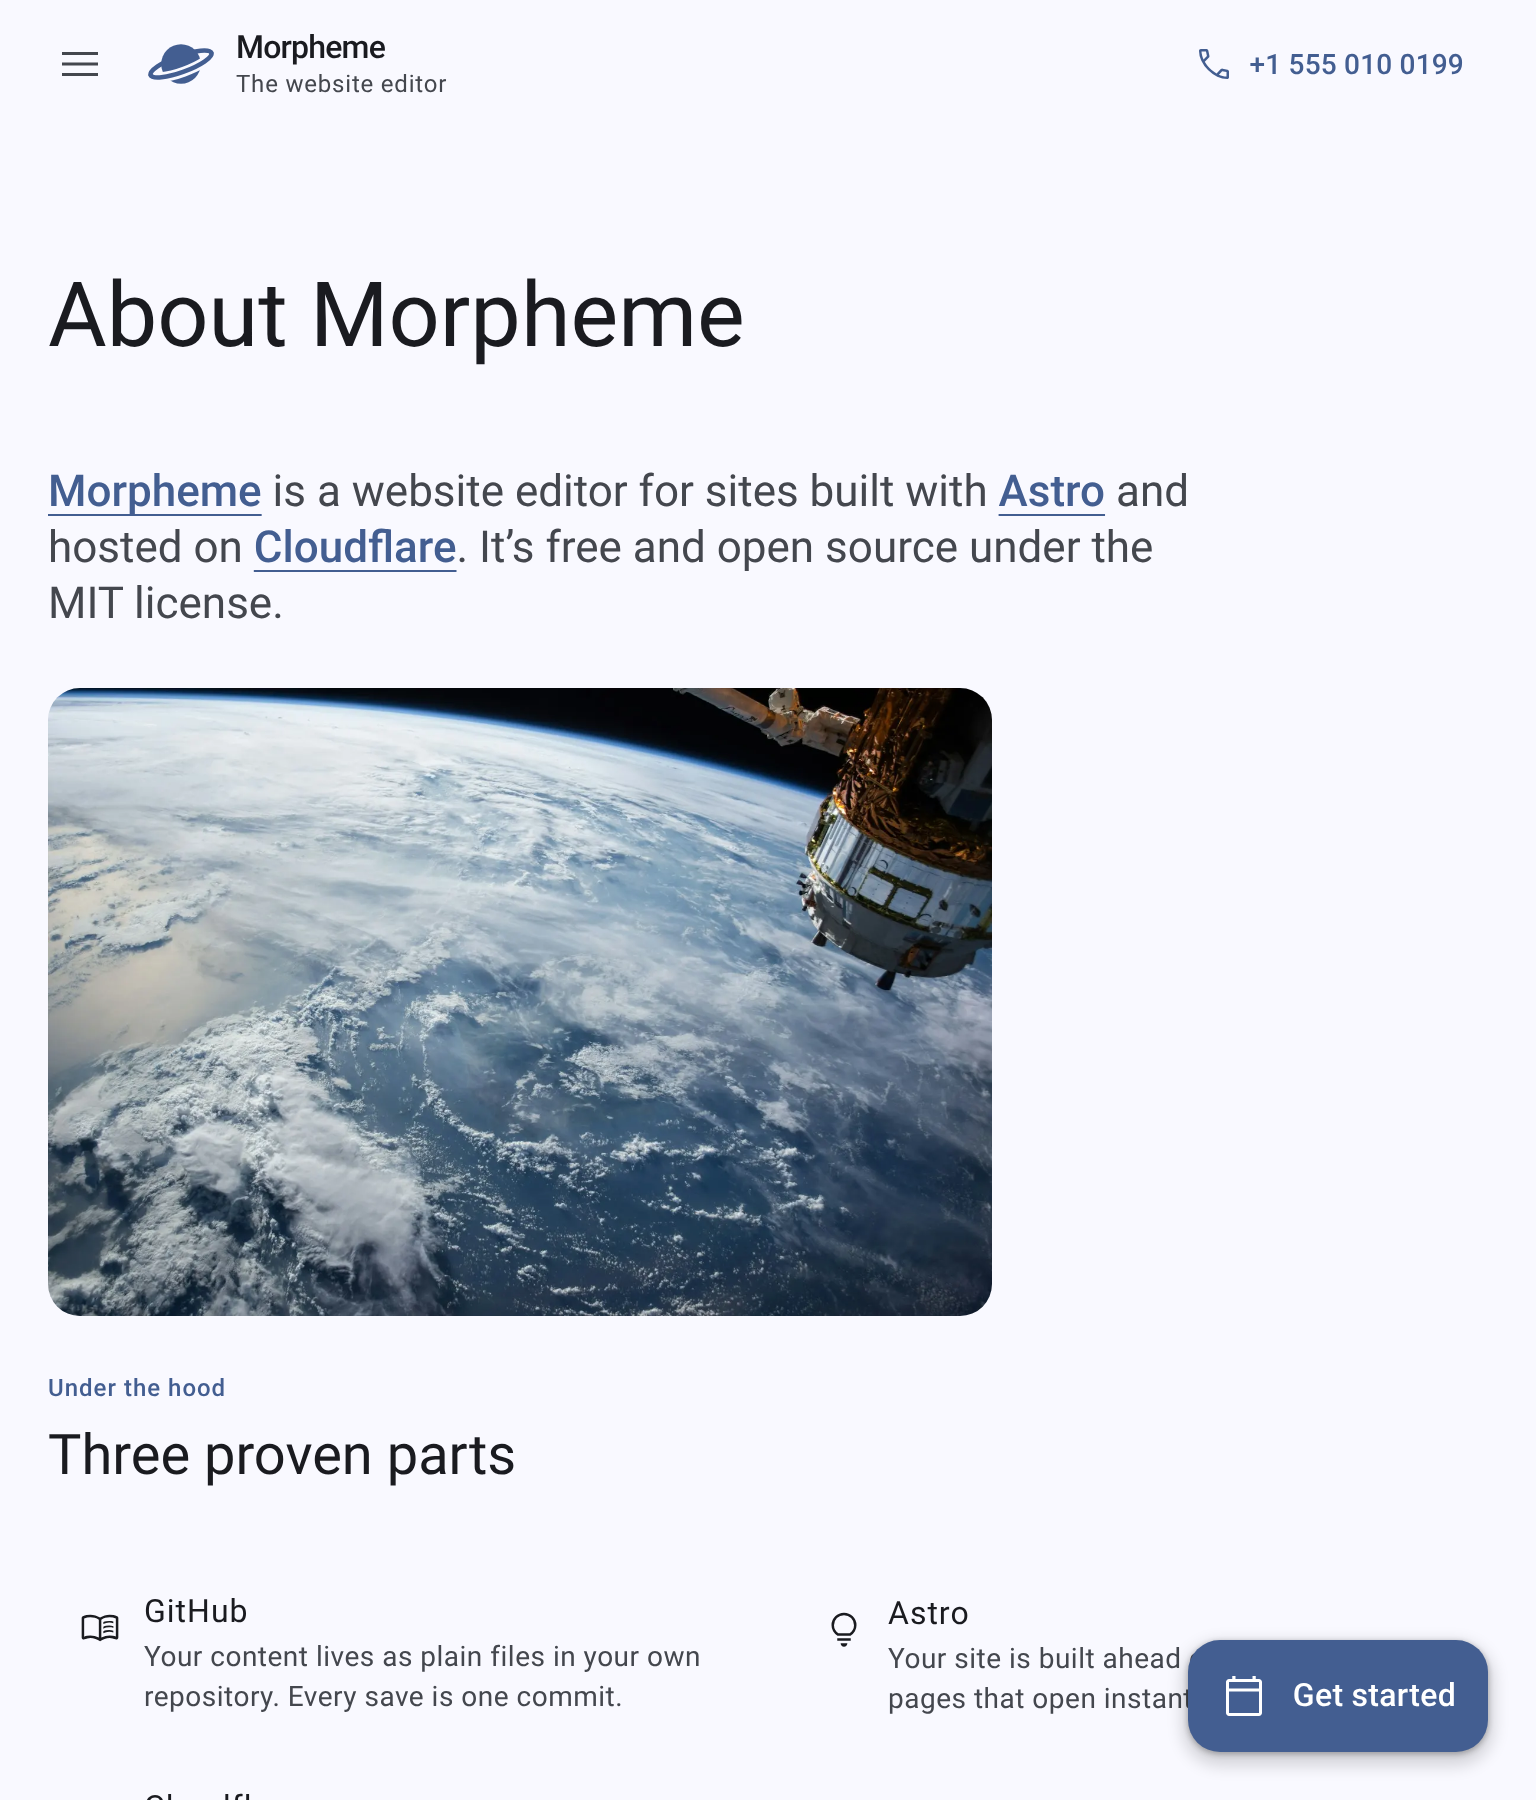 Morpheme
The website editor
+1 555 010 0199
About Morpheme
Morpheme is a website editor for sites built with Astro and
hosted on Cloudflare. It’s free and open source under the
MIT license.
Under the hood
Three proven parts
GitHub
Your content lives as plain files in your own
repository. Every save is one commit.
Astro
Your site is built ahead
pages that open instant
Get started